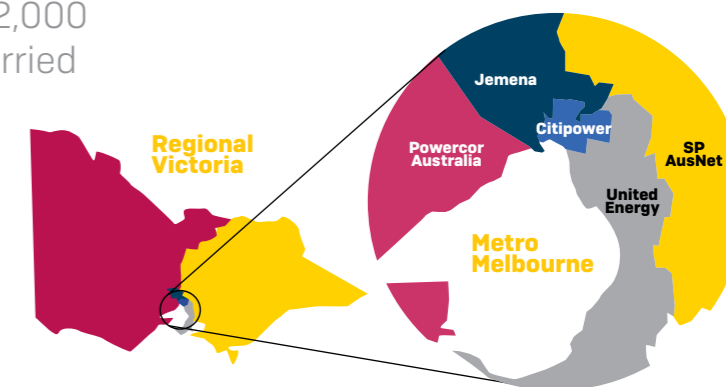 2,000
rried
Regional
Victoria
Jemena
Citipower
Powercor
Australia
SP
AusNet
United
Energy
Metro
Melbourne